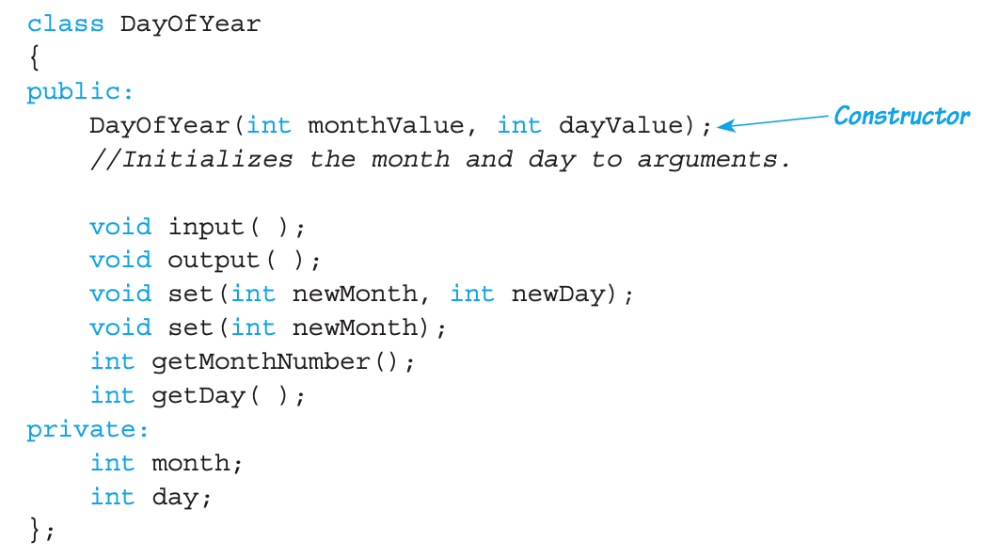 class DayOfYear
{
public:
    DayOfYear(int monthValue, int dayValue); Constructor
    //Initializes the month and day to arguments.

    void input( );
    void output( );
    void set(int newMonth, int newDay);
    void set(int newMonth);
    int getMonthNumber();
    int getDay( );
private:
    int month;
    int day;
};